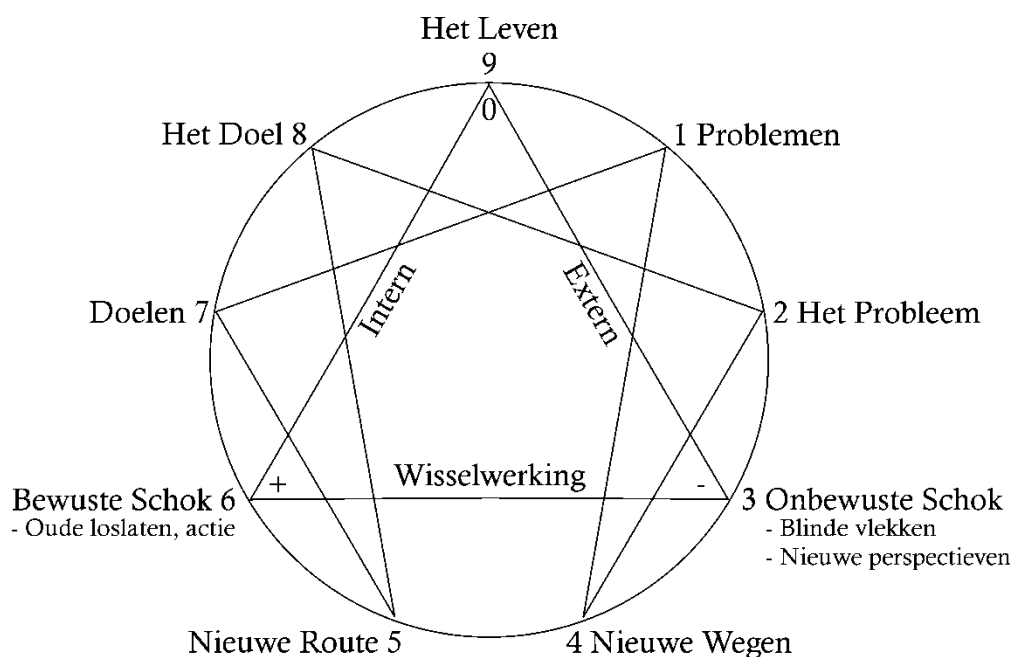 Het Leven
9
0
Het Doel 8
1 Problemen
Intern
Extern
Doelen 7
2 Het Probleem
Wisselwerking
+
-
Bewuste Schok 6
- Oude loslaten, actie
3 Onbewuste Schok
- Blinde vlekken
- Nieuwe perspectieven
Nieuwe Route 5
4 Nieuwe Wegen